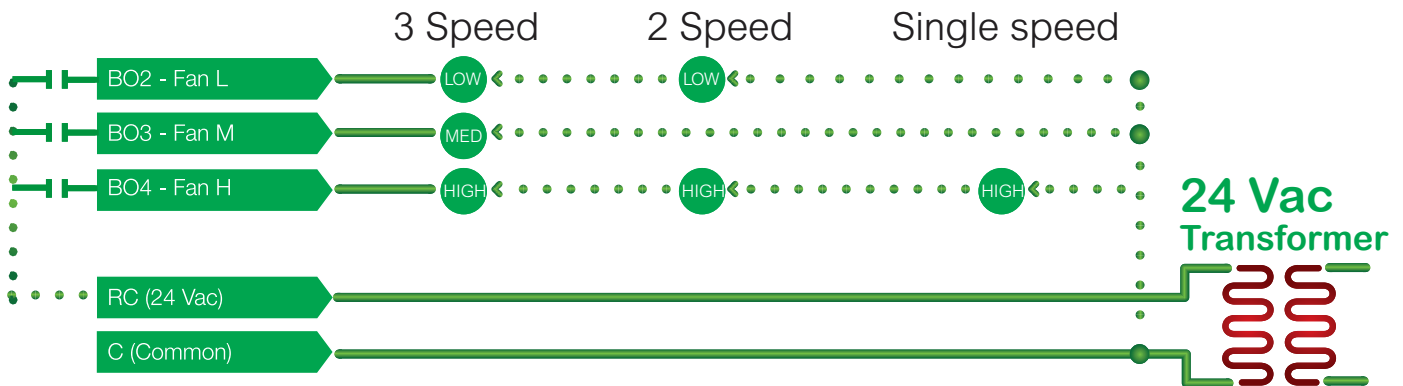 3 Speed 2 Speed Single speed
BO2 - Fan L LOW LOW
BO3 - Fan M MED
BO4 - Fan H HIGH HIGH HIGH
24 Vac
Transformer
RC (24 Vac)
C (Common)